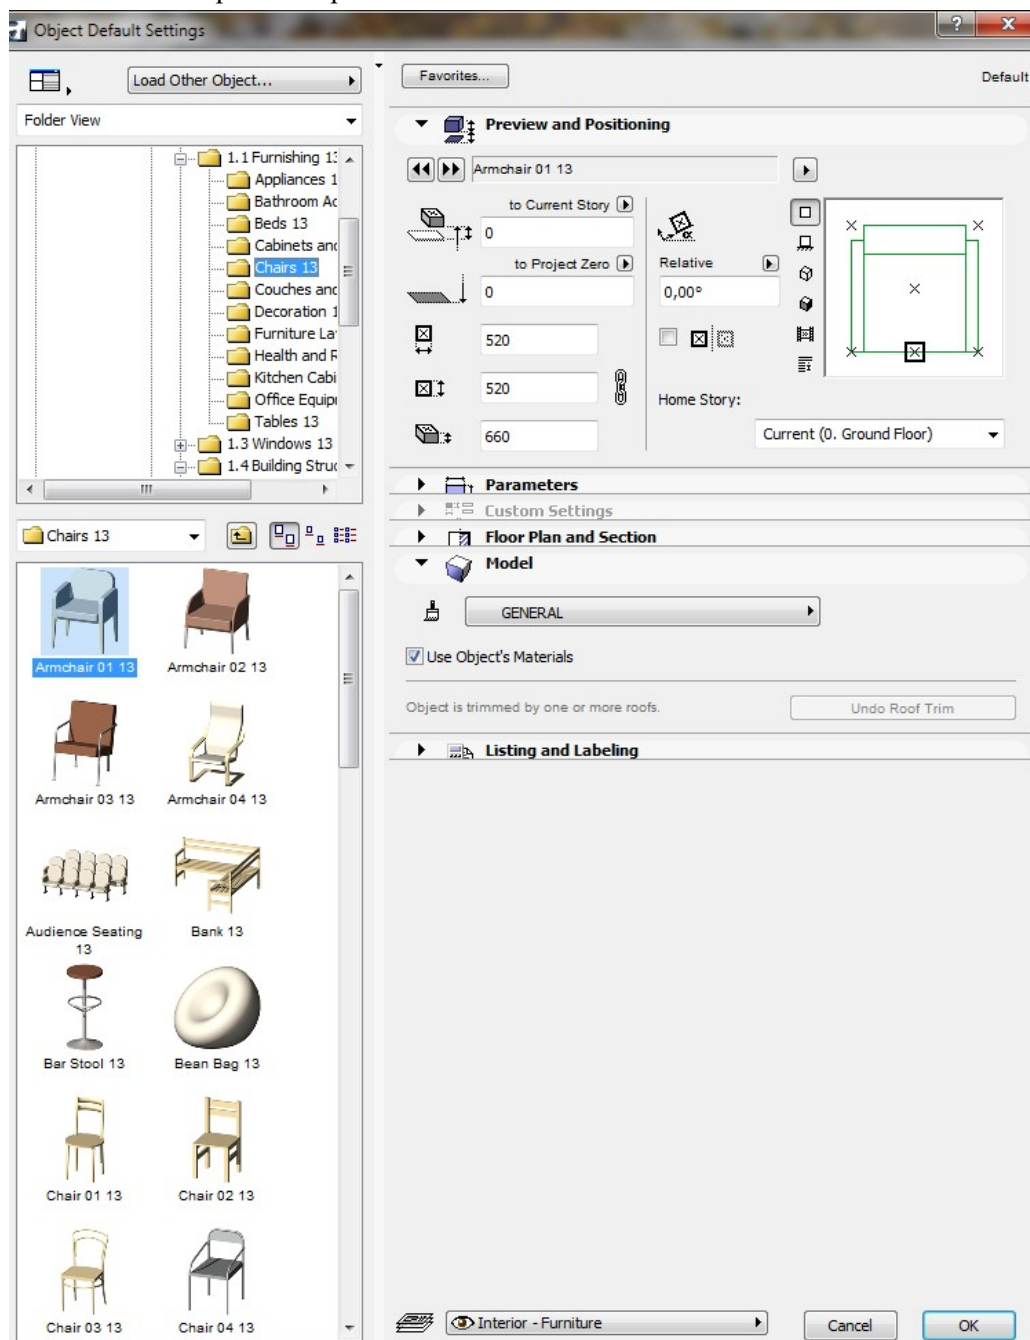 Object Default Settings
?
X
Load Other Object...
Favorites...
Default
Folder View
Preview and Positioning
1.1 Furnishing 13
Appliances 1
Bathroom Ac
Beds 13
Cabinets and
Chairs 13
Couches and
Decoration 1
Furniture La
Health and R
Kitchen Cabi
Office Equip
Tables 13
1.3 Windows 13
1.4 Building Struc
Armchair 01 13
to Current Story
0
to Project Zero
0
Relative
α
0,00°
520
520
660
Home Story:
Current (0. Ground Floor)
Parameters
Custom Settings
Floor Plan and Section
Model
GENERAL
Use Object's Materials
Object is trimmed by one or more roofs.
Undo Roof Trim
Listing and Labeling
Chairs 13
Armchair 01 13
Armchair 02 13
Armchair 03 13
Armchair 04 13
Audience Seating
13
Bank 13
Bar Stool 13
Bean Bag 13
Chair 01 13
Chair 02 13
Chair 03 13
Chair 04 13
Interior - Furniture
Cancel
OK